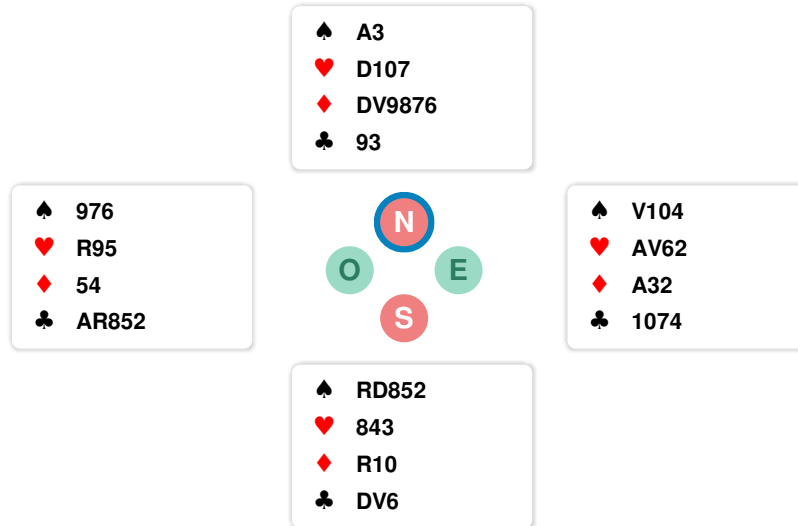 ♠ A3
♥ D107
♦ DV9876
♣ 93
♠ 976
♥ R95
♦ 54
♣ AR852
N
O E
S
♠ V104
♥ AV62
♦ A32
♣ 1074
♠ RD852
♥ 843
♦ R10
♣ DV6